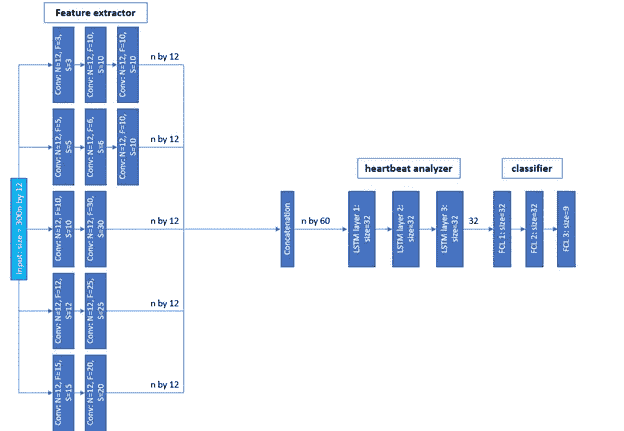 Feature extractor
Input: size = 300n by 12
Conv: N=12, F=3,
S=3
Conv: N=12, F=10,
S=10
Conv: N=12, F=10,
S=10
n by 12
Conv: N=12, F=5,
S=5
Conv: N=12, F=6,
S=6
Conv: N=12, F=10,
S=10
n by 12
Conv: N=12, F=10,
S=10
Conv: N=12, F=30,
S=30
n by 12
Conv: N=12, F=12,
S=12
Conv: N=12, F=25,
S=25
n by 12
Conv: N=12, F=15,
S=15
Conv: N=12, F=20,
S=20
n by 12
Concatenation
n by 60
heartbeat analyzer
LSTM layer 1:
size=32
LSTM layer 2:
size=32
LSTM layer 3:
size=32
32
classifier
FCL 1: size=32
FCL 2: size=32
FCL 3: size=9